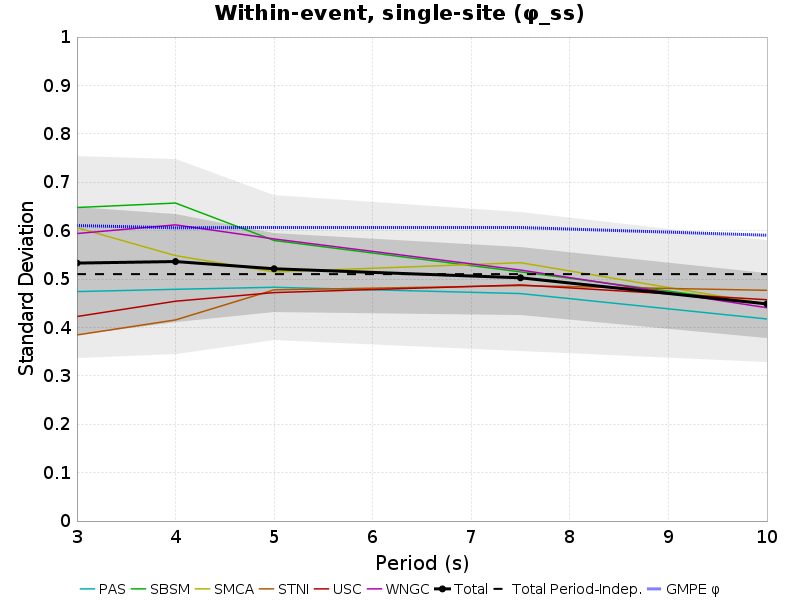 Within-event, single-site (φ_ss)
1
0.9
0.8
0.7
0.6
0.5
0.4
0.3
0.2
0.1
0
Standard Deviation
3 4 5 6 7 8 9 10
Period (s)
PAS SBSM SMCA STNI USC WNGC Total Total Period-Indep. GMPE φ